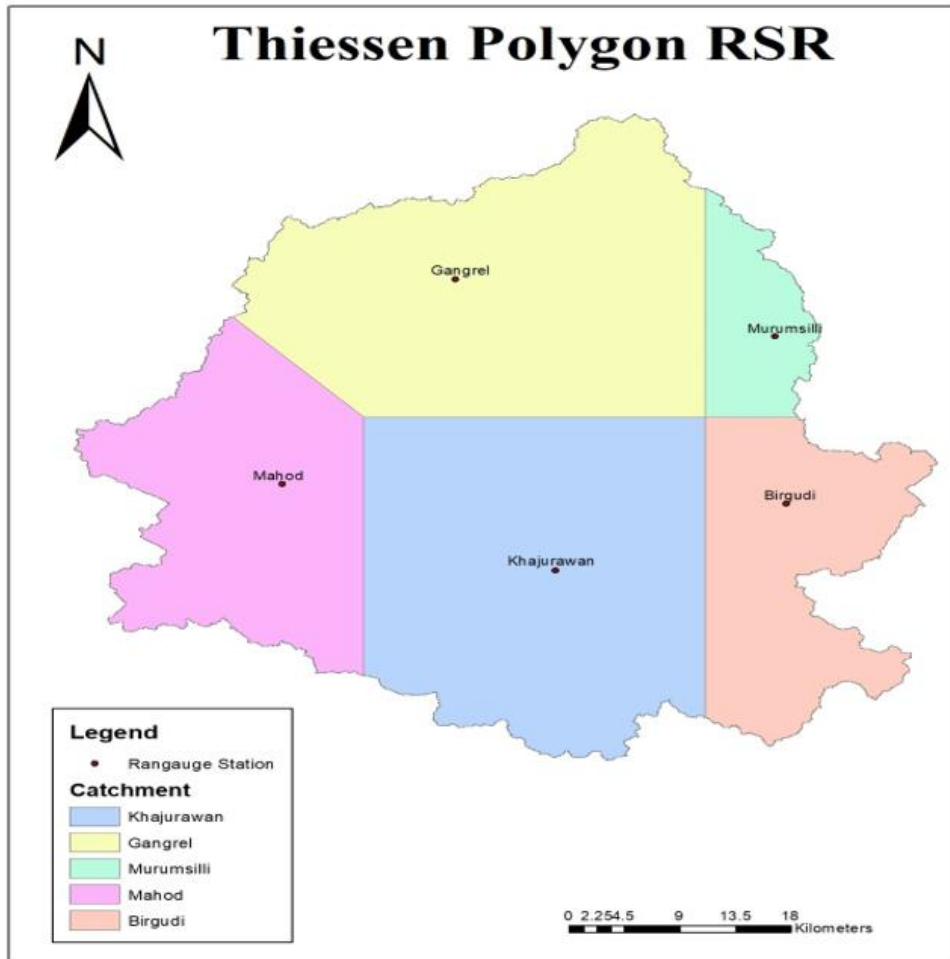 Thiessen Polygon RSR
N
Gangrel
Murumsilli
Mahod
Birgudi
Khajurawan
Legend
Rangauge Station
Catchment
Khajurawan
Gangrel
Murumsilli
Mahod
Birgudi
0 2.254.5 9 13.5 18
Kilometers